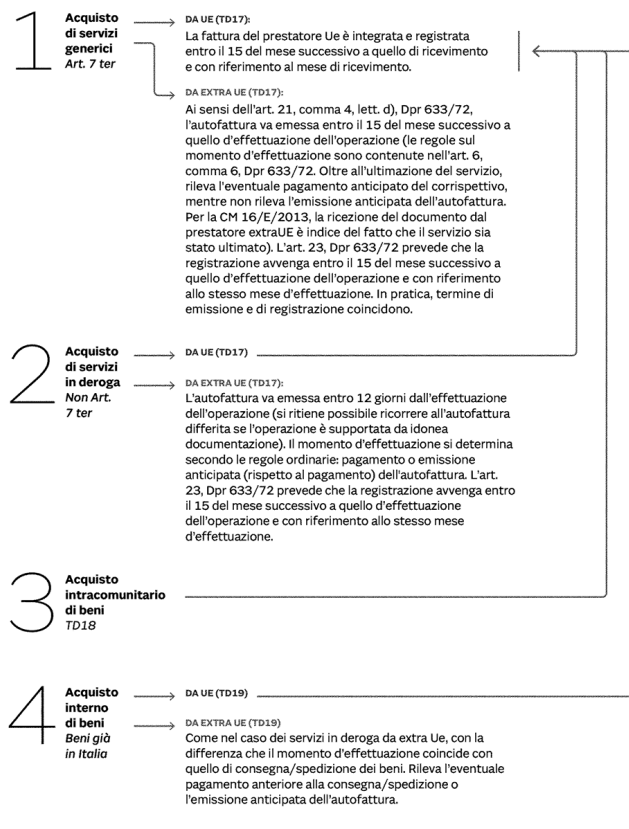 1
Acquisto
di servizi
generici
Art. 7 ter
DA UE (TD17):
La fattura del prestatore Ue è integrata e registrata
entro il 15 del mese successivo a quello di ricevimento
e con riferimento al mese di ricevimento.
DA EXTRA UE (TD17):
Ai sensi dell'art. 21, comma 4, lett. d), Dpr 633/72,
l'autofattura va emessa entro il 15 del mese successivo a
quello d'effettuazione dell'operazione (le regole sul
momento d'effettuazione sono contenute nell'art. 6,
comma 6, Dpr 633/72. Oltre all'ultimazione del servizio,
rileva l'eventuale pagamento anticipato del corrispettivo,
mentre non rileva l'emissione anticipata dell'autofattura.
Per la CM 16/E/2013, la ricezione del documento dal
prestatore extraUE è indice del fatto che il servizio sia
stato ultimato). L'art. 23, Dpr 633/72 prevede che la
registrazione avvenga entro il 15 del mese successivo a
quello d'effettuazione dell'operazione e con riferimento
allo stesso mese d'effettuazione. In pratica, termine di
emissione e di registrazione coincidono.
2
Acquisto
di servizi
in deroga
Non Art.
7 ter
DA UE (TD17)
DA EXTRA UE (TD17):
L'autofattura va emessa entro 12 giorni dall'effettuazione
dell'operazione (si ritiene possibile ricorrere all'autofattura
differita se l'operazione è supportata da idonea
documentazione). Il momento d'effettuazione si determina
secondo le regole ordinarie: pagamento o emissione
anticipata (rispetto al pagamento) dell'autofattura. L'art.
23, Dpr 633/72 prevede che la registrazione avvenga entro
il 15 del mese successivo a quello d'effettuazione
dell'operazione e con riferimento allo stesso mese
d'effettuazione.
3
Acquisto
intracomunitario
di beni
TD18
4
Acquisto
interno
di beni
Beni già
in Italia
DA UE (TD19)
DA EXTRA UE (TD19)
Come nel caso dei servizi in deroga da extra Ue, con la
differenza che il momento d'effettuazione coincide con
quello di consegna/spedizione dei beni. Rileva l'eventuale
pagamento anteriore alla consegna/spedizione o
l'emissione anticipata dell'autofattura.